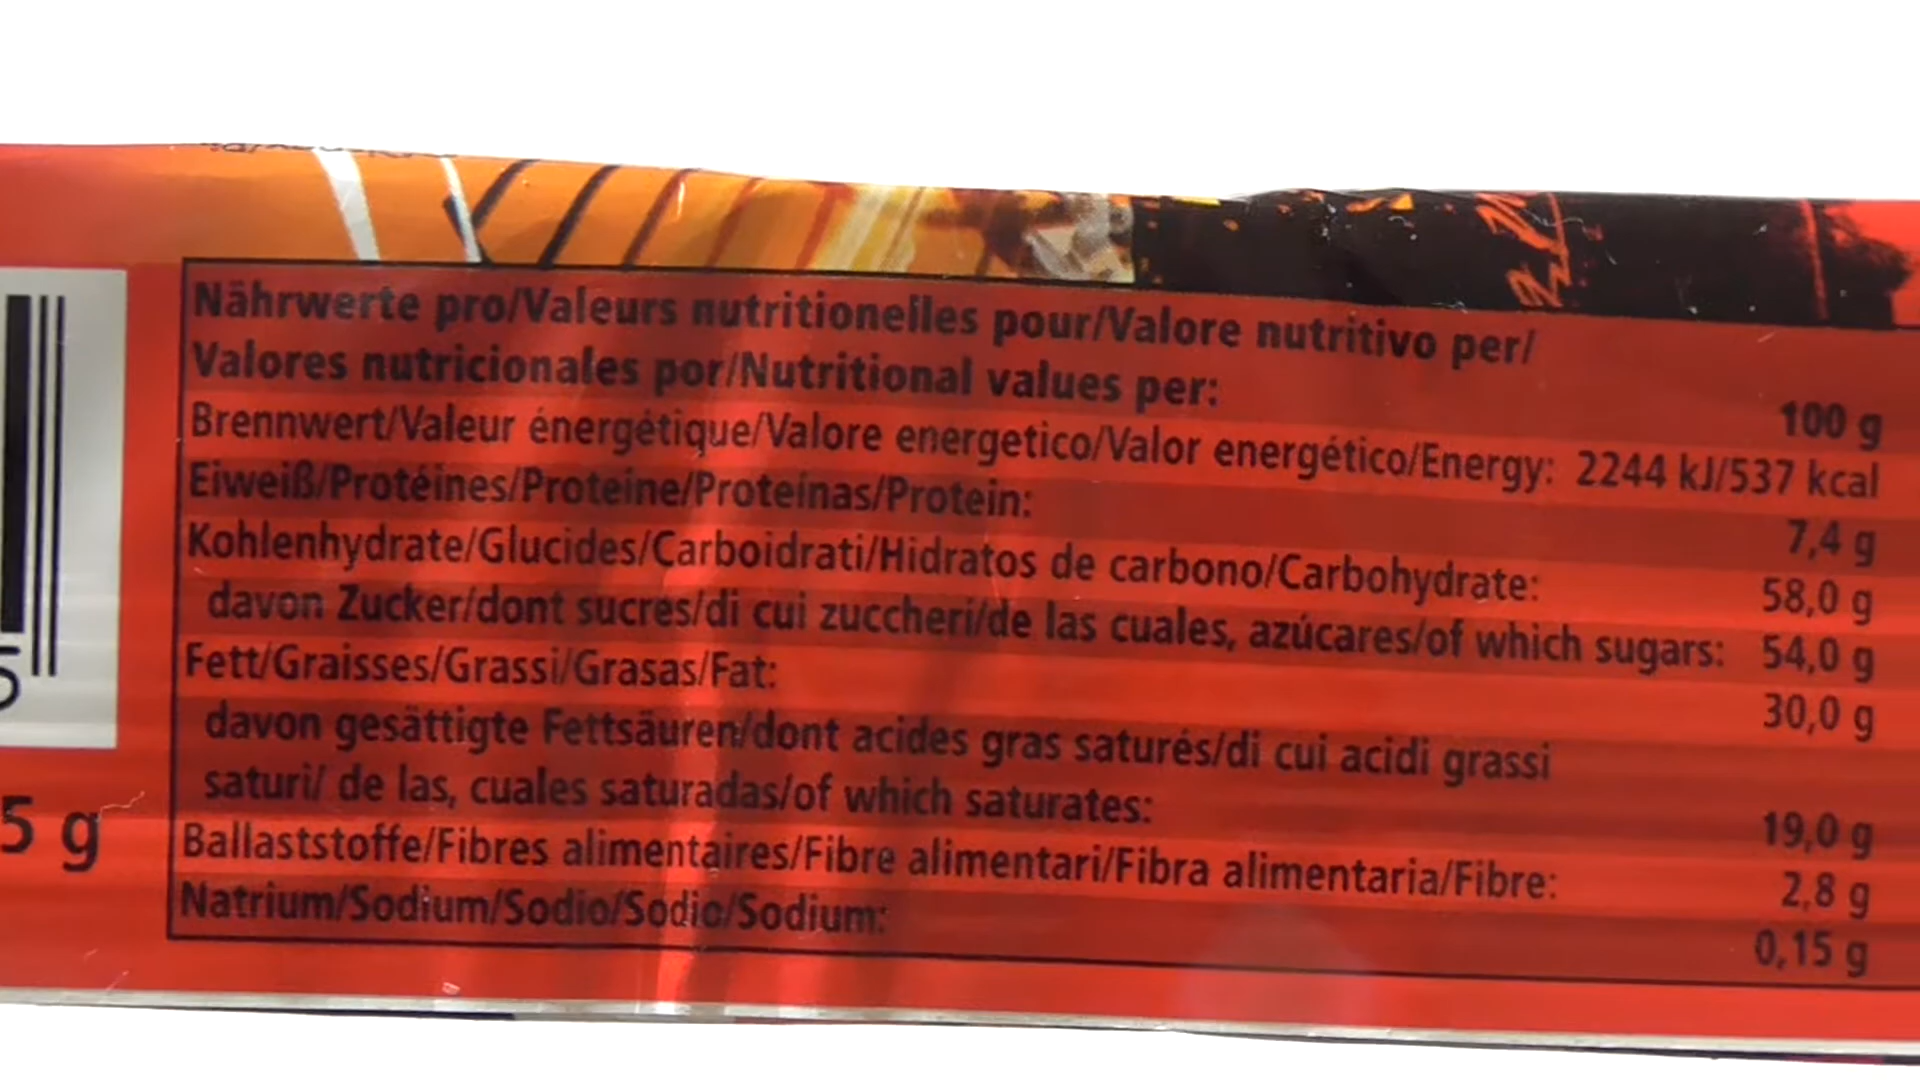 Nährwerte pro/Valeurs nutritionelles pour/Valore nutritivo per/
Valores nutricionales por/Nutritional values per: 100 g
Brennwert/Valeur énergétique/Valore energetico/Valor energético/Energy: 2244 kJ/537 kcal
Eiweiß/Protéines/Proteine/Proteínas/Protein: 7,4 g
Kohlenhydrate/Glucides/Carboidrati/Hidratos de carbono/Carbohydrate: 58,0 g
davon Zucker/dont sucres/di cui zuccheri/de las cuales, azúcares/of which sugars: 54,0 g
Fett/Graisses/Grassi/Grasas/Fat: 30,0 g
davon gesättigte Fettsäuren/dont acides gras saturés/di cui acidi grassi
saturi/ de las, cuales saturadas/of which saturates: 19,0 g
Ballaststoffe/Fibres alimentaires/Fibre alimentari/Fibra alimentaria/Fibre: 2,8 g
Natrium/Sodium/Sodio/Sodio/Sodium: 0,15 g
5
5 g